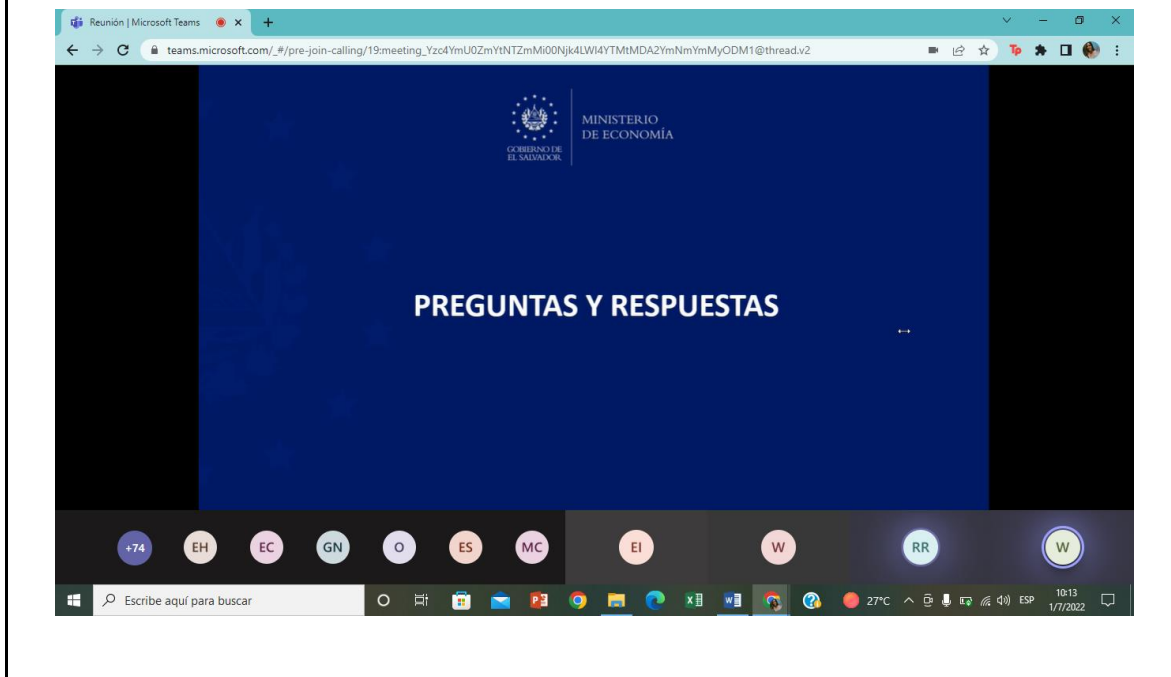 Reunión | Microsoft Teams
teams.microsoft.com/_#/pre-join-calling/19:meeting_Yzc4YmU0ZmYtNTZmMi00Njk4LWI4YTMtMDA2YmNmYmMyODM1@thread.v2
Tp
MINISTERIO
DE ECONOMÍA
GOBIERNO DE
EL SALVADOR
PREGUNTAS Y RESPUESTAS
+74 EH EC GN O ES MC EI W RR W
Escribe aquí para buscar
27°C ESP
10:13
1/7/2022